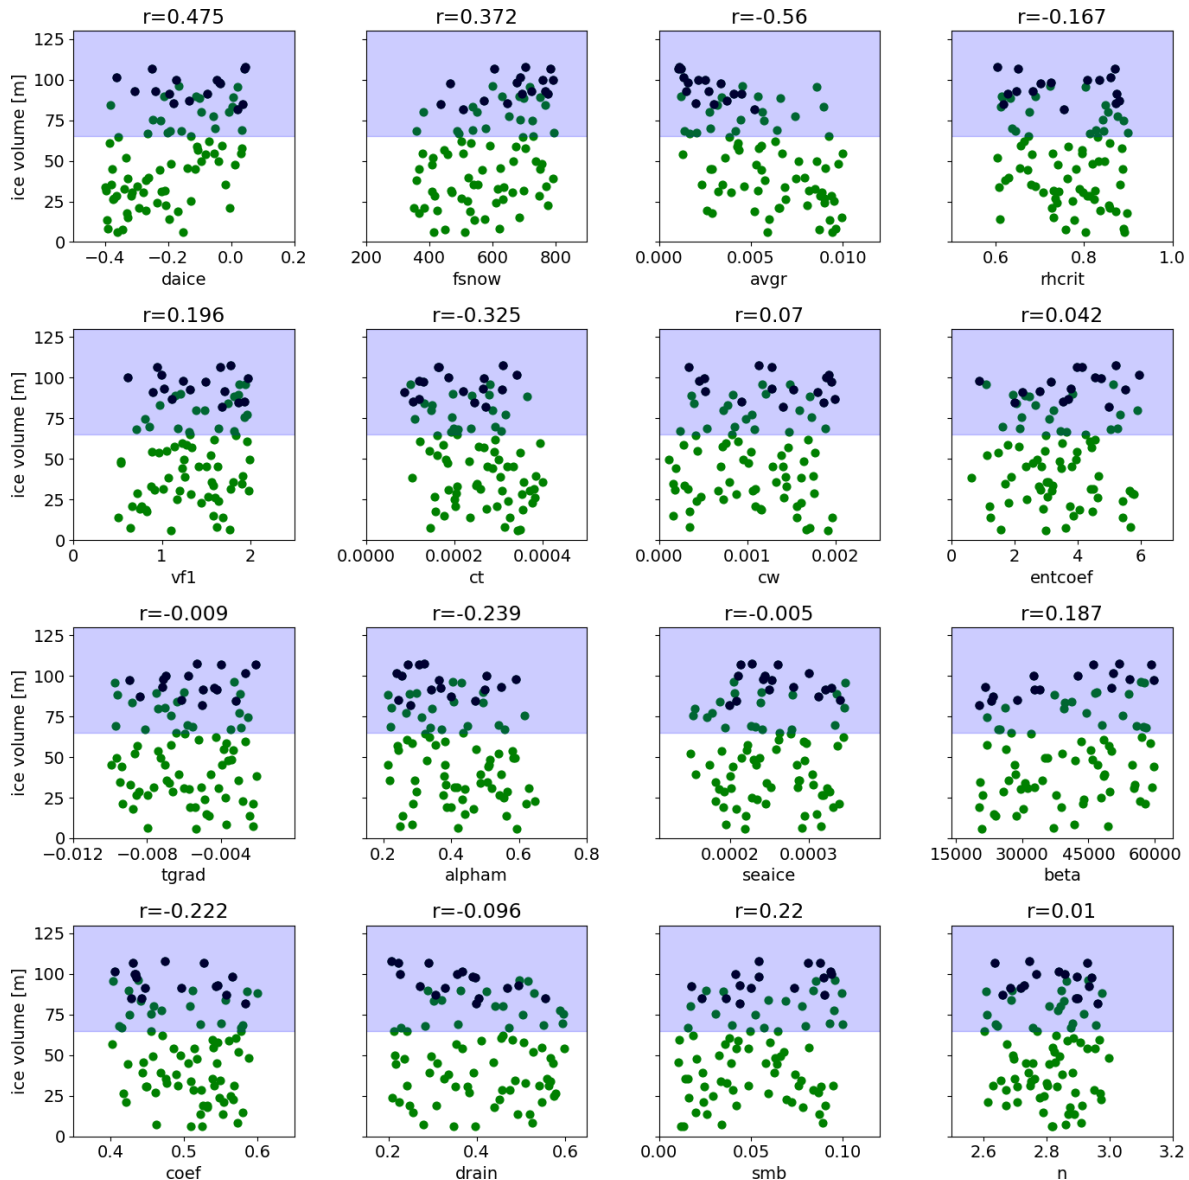 r=0.475 r=0.372 r=-0.56 r=-0.167
ice volume [m]
125
100
75
50
25
0
−0.4 −0.2 0.0 0.2 200 400 600 800 0.000 0.005 0.010 0.6 0.8 1.0
daice fsnow avgr rhcrit
r=0.196 r=-0.325 r=0.07 r=0.042
ice volume [m]
125
100
75
50
25
0
0 1 2 0.0000 0.0002 0.0004 0.000 0.001 0.002 0 2 4 6
vf1 ct cw entcoef
r=-0.009 r=-0.239 r=-0.005 r=0.187
ice volume [m]
125
100
75
50
25
0
−0.012 −0.008 −0.004 0.2 0.4 0.6 0.8 0.0002 0.0003 15000 30000 45000 60000
tgrad alpham seaice beta
r=-0.222 r=-0.096 r=0.22 r=0.01
ice volume [m]
125
100
75
50
25
0
0.4 0.5 0.6 0.2 0.4 0.6 0.00 0.05 0.10 2.6 2.8 3.0 3.2
coef drain smb n